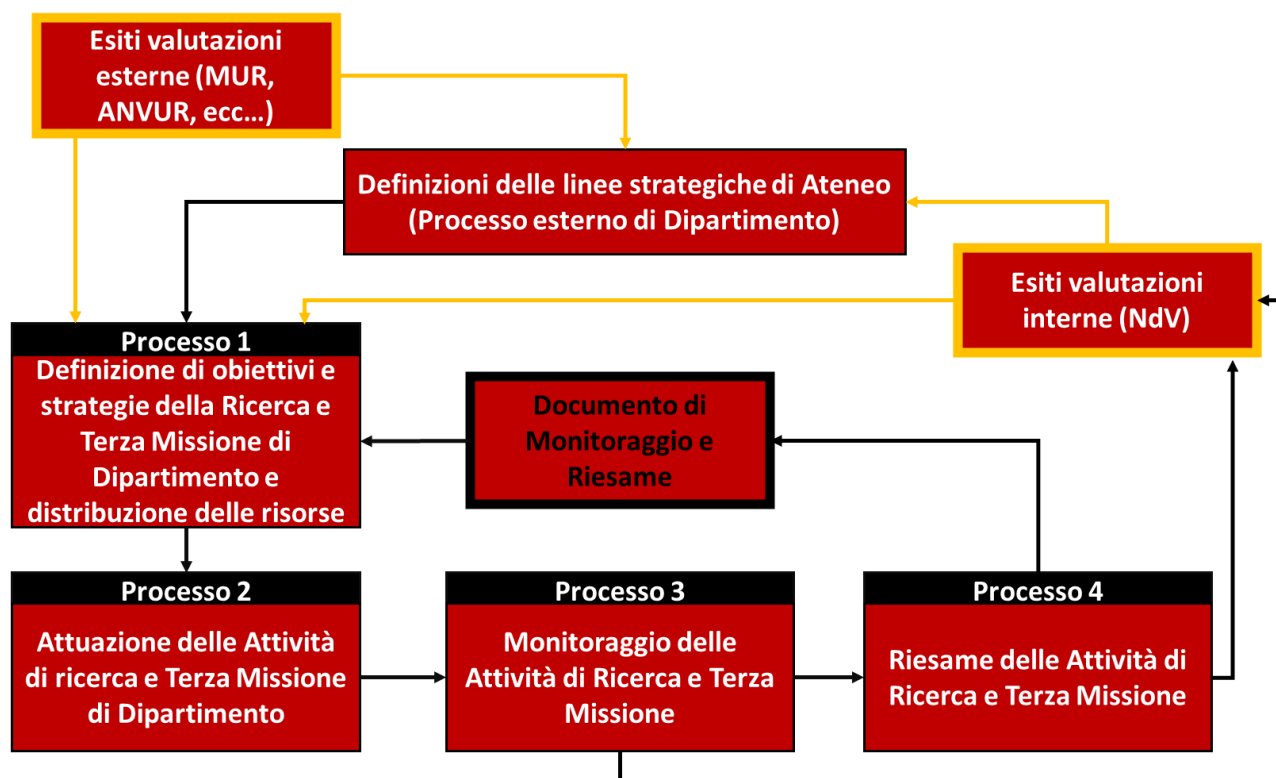 Esiti valutazioni
esterne (MUR,
ANVUR, ecc...)
Definizioni delle linee strategiche di Ateneo
(Processo esterno di Dipartimento)
Esiti valutazioni
interne (NdV)
Processo 1
Definizione di obiettivi e
strategie della Ricerca e
Terza Missione di
Dipartimento e
distribuzione delle risorse
Documento di
Monitoraggio e
Riesame
Processo 2
Attuazione delle Attività
di ricerca e Terza Missione
di Dipartimento
Processo 3
Monitoraggio delle
Attività di Ricerca e Terza
Missione
Processo 4
Riesame delle Attività di
Ricerca e Terza Missione